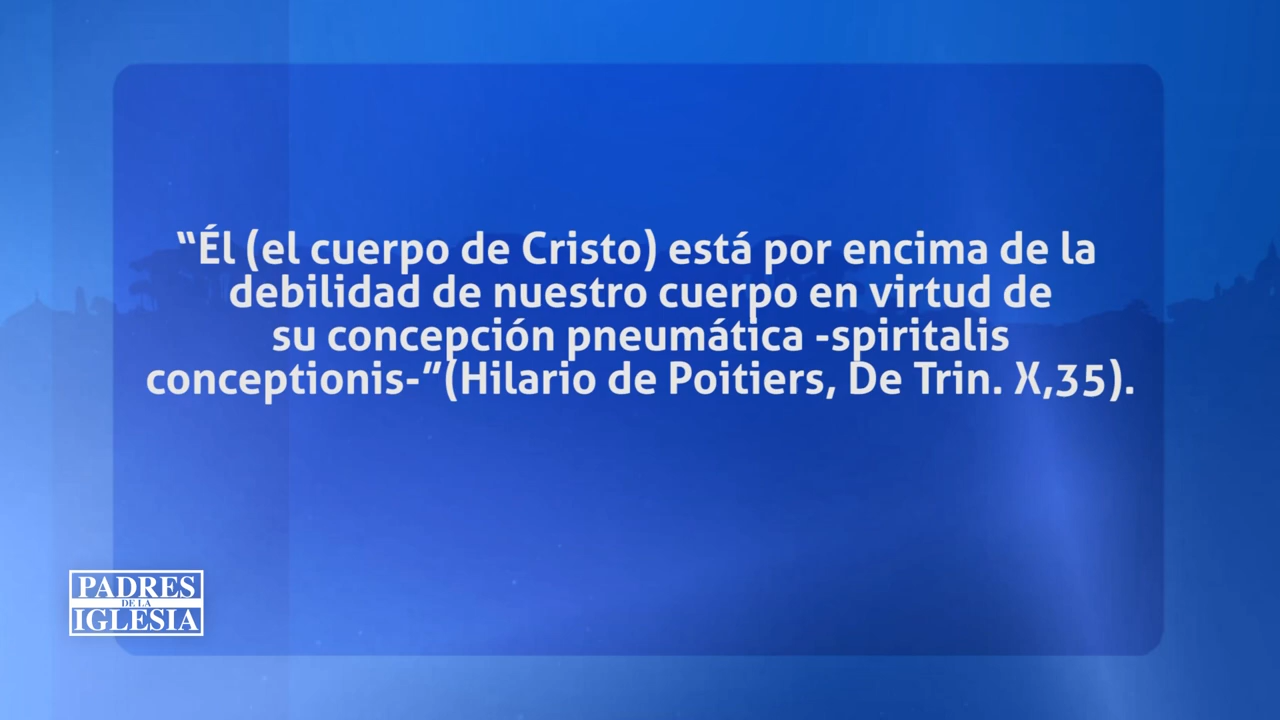 “Él (el cuerpo de Cristo) está por encima de la
debilidad de nuestro cuerpo en virtud de
su concepción pneumática -spiritalis
conceptionis-”(Hilario de Poitiers, De Trin. X,35).
PADRES
DE LA
IGLESIA